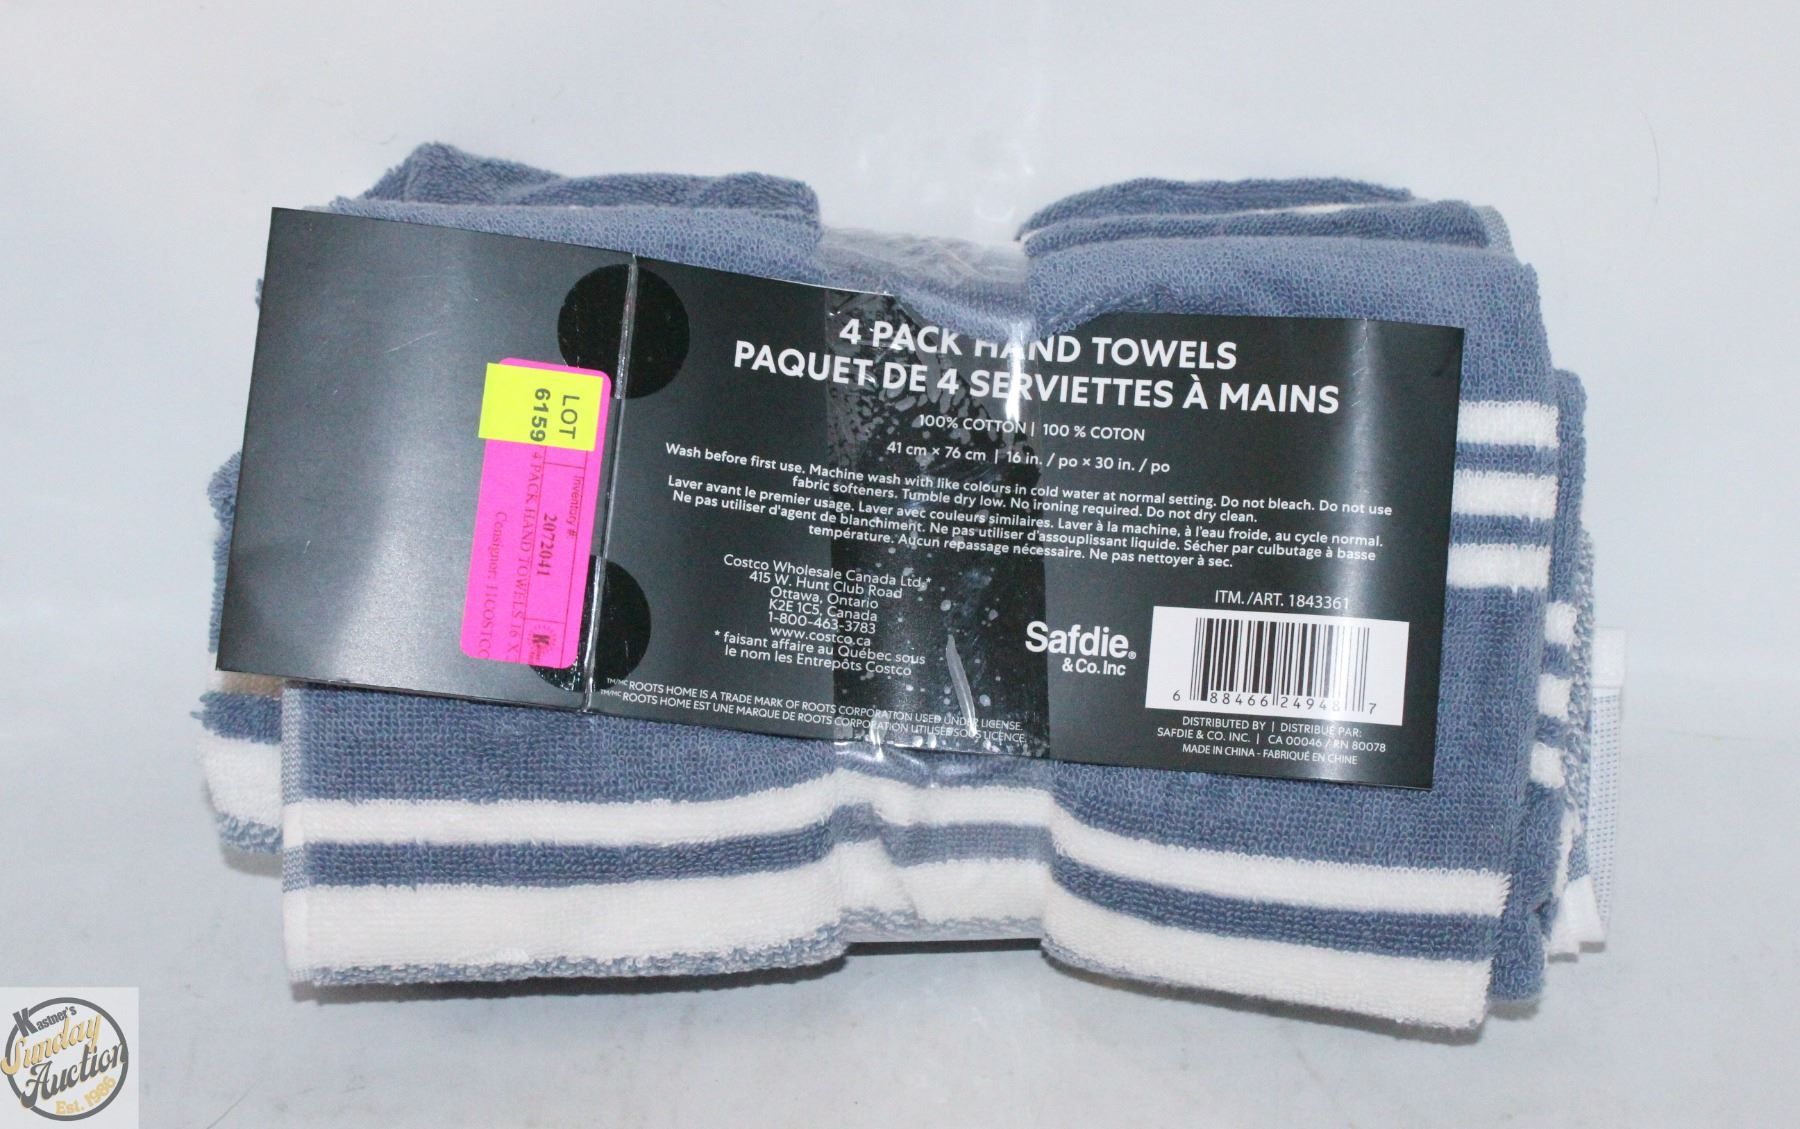 4 PACK HAND TOWELS
PAQUET DE 4 SERVIETTES À MAINS
100% COTTON | 100 % COTON
41 cm × 76 cm | 16 in. / po × 30 in. / po
Wash before first use. Machine wash with like colours in cold water at normal setting. Do not bleach. Do not use
fabric softeners. Tumble dry low. No ironing required. Do not dry clean.
Laver avant le premier usage. Laver avec couleurs similaires. Laver à la machine, à l'eau froide, au cycle normal.
Ne pas utiliser d'agent de blanchiment. Ne pas utiliser d'assouplissant liquide. Sécher par culbutage à basse
température. Aucun repassage nécessaire. Ne pas nettoyer à sec.
Costco Wholesale Canada Ltd.*
415 W. Hunt Club Road
Ottawa, Ontario
K2E 1C5, Canada
1-800-463-3783
www.costco.ca
* faisant affaire au Québec sous
le nom les Entrepôts Costco
TM/MC ROOTS HOME IS A TRADE MARK OF ROOTS CORPORATION USED UNDER LICENSE.
TM/MC ROOTS HOME EST UNE MARQUE DE ROOTS CORPORATION UTILISÉE SOUS LICENCE.
Safdie®
& Co. Inc
ITM./ART. 1843361
6 88466 24948 7
DISTRIBUTED BY | DISTRIBUÉ PAR:
SAFDIE & CO. INC. | CA 00046 / RN 80078
MADE IN CHINA - FABRIQUÉ EN CHINE
LOT
6159
Inventory #
2072041
4 PACK HAND TOWELS 16 X
Consignor: 11COSTCO
Kastner's
Sunday
Auction
Est. 1986